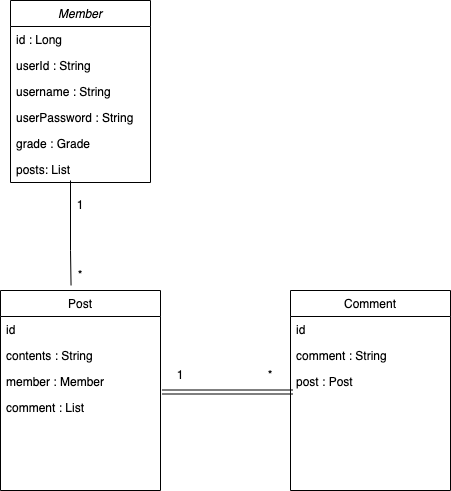 Member
id : Long
userId : String
username : String
userPassword : String
grade : Grade
posts: List
1
*
Post
id
contents : String
member : Member
comment : List
1
*
Comment
id
comment : String
post : Post